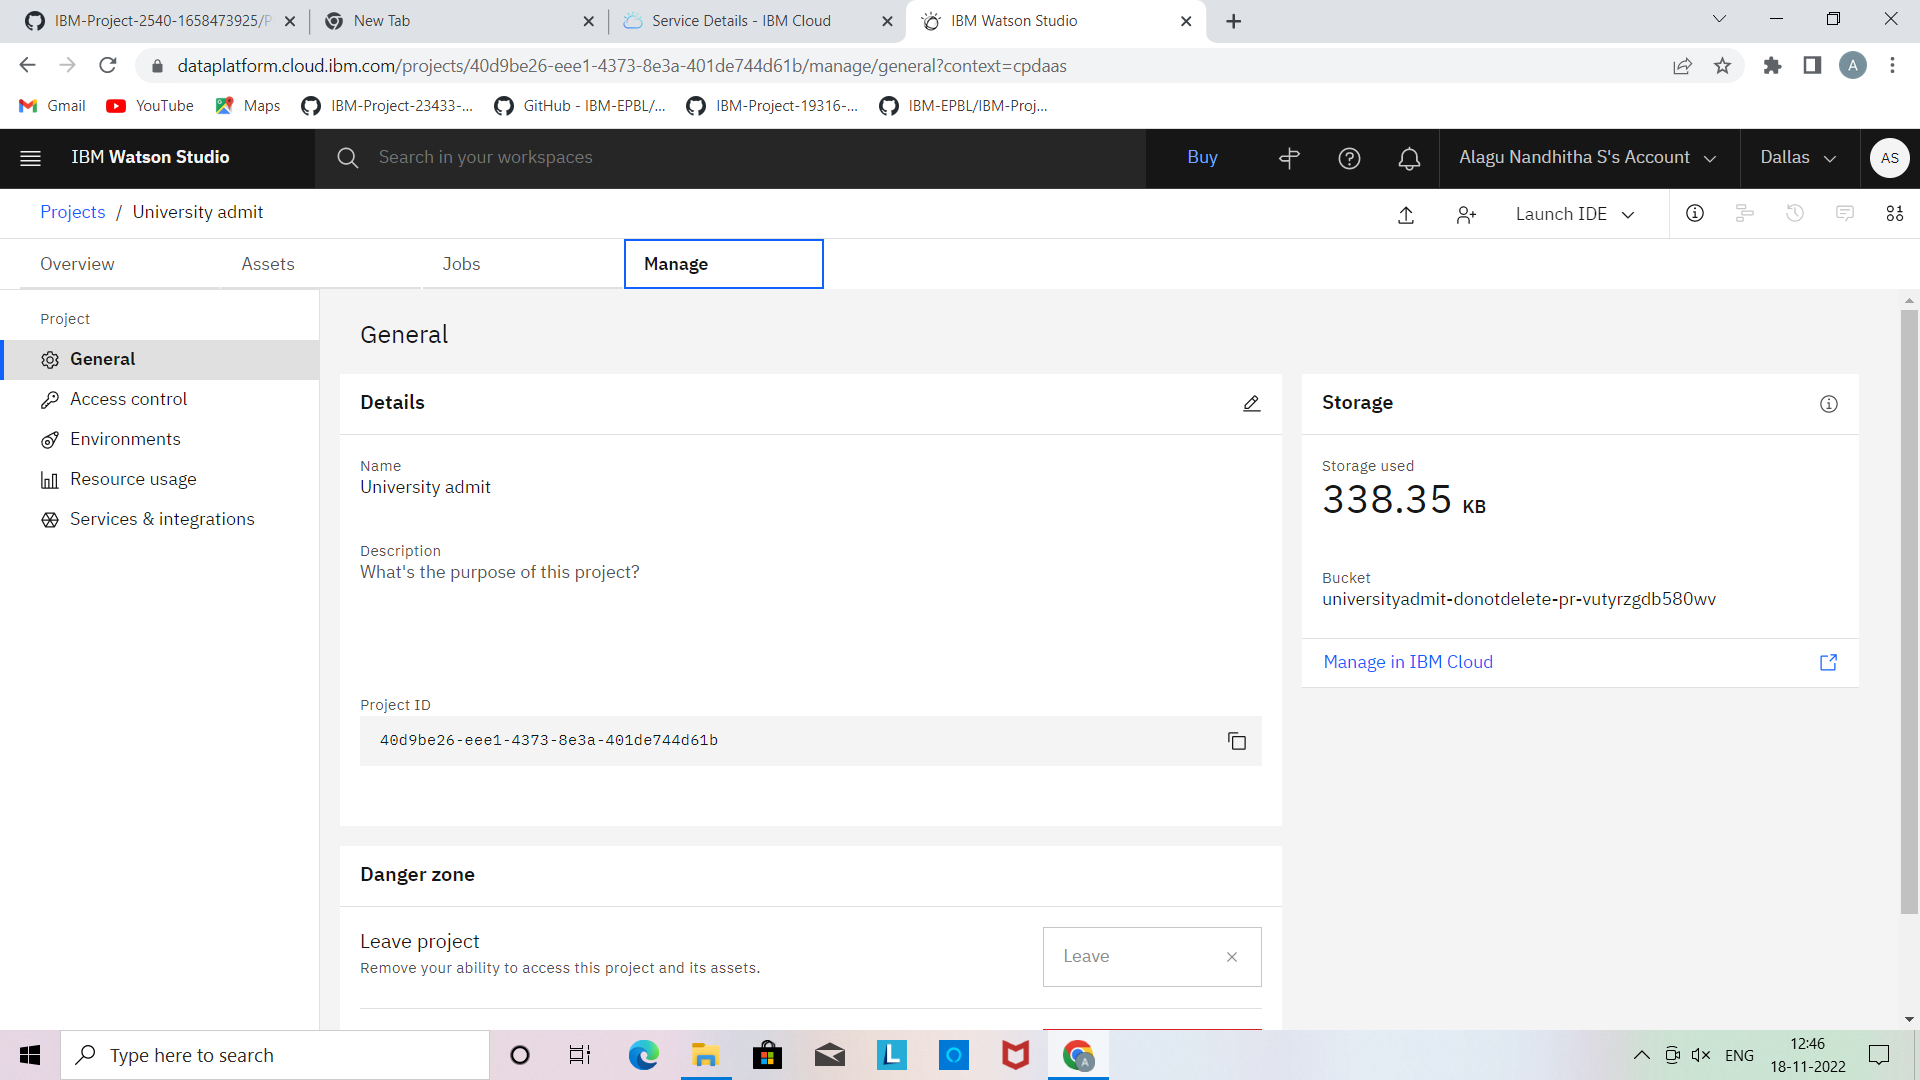 IBM-Project-2540-1658473925/P
New Tab
Service Details - IBM Cloud
IBM Watson Studio
dataplatform.cloud.ibm.com/projects/40d9be26-eee1-4373-8e3a-401de744d61b/manage/general?context=cpdaas
A
Gmail
YouTube
Maps
IBM-Project-23433-...
GitHub - IBM-EPBL/...
IBM-Project-19316-...
IBM-EPBL/IBM-Proj...
IBM Watson Studio
Search in your workspaces
Buy
Alagu Nandhitha S's Account
Dallas
AS
Projects / University admit
Launch IDE
Overview
Assets
Jobs
Manage
Project
General
Access control
Environments
Resource usage
Services & integrations
General
Details
Name
University admit
Description
What's the purpose of this project?
Project ID
40d9be26-eee1-4373-8e3a-401de744d61b
Storage
Storage used
338.35 KB
Bucket
universityadmit-donotdelete-pr-vutyrzgdb580wv
Manage in IBM Cloud
Danger zone
Leave project
Remove your ability to access this project and its assets.
Leave
Type here to search
L
A
ENG
12:46
18-11-2022